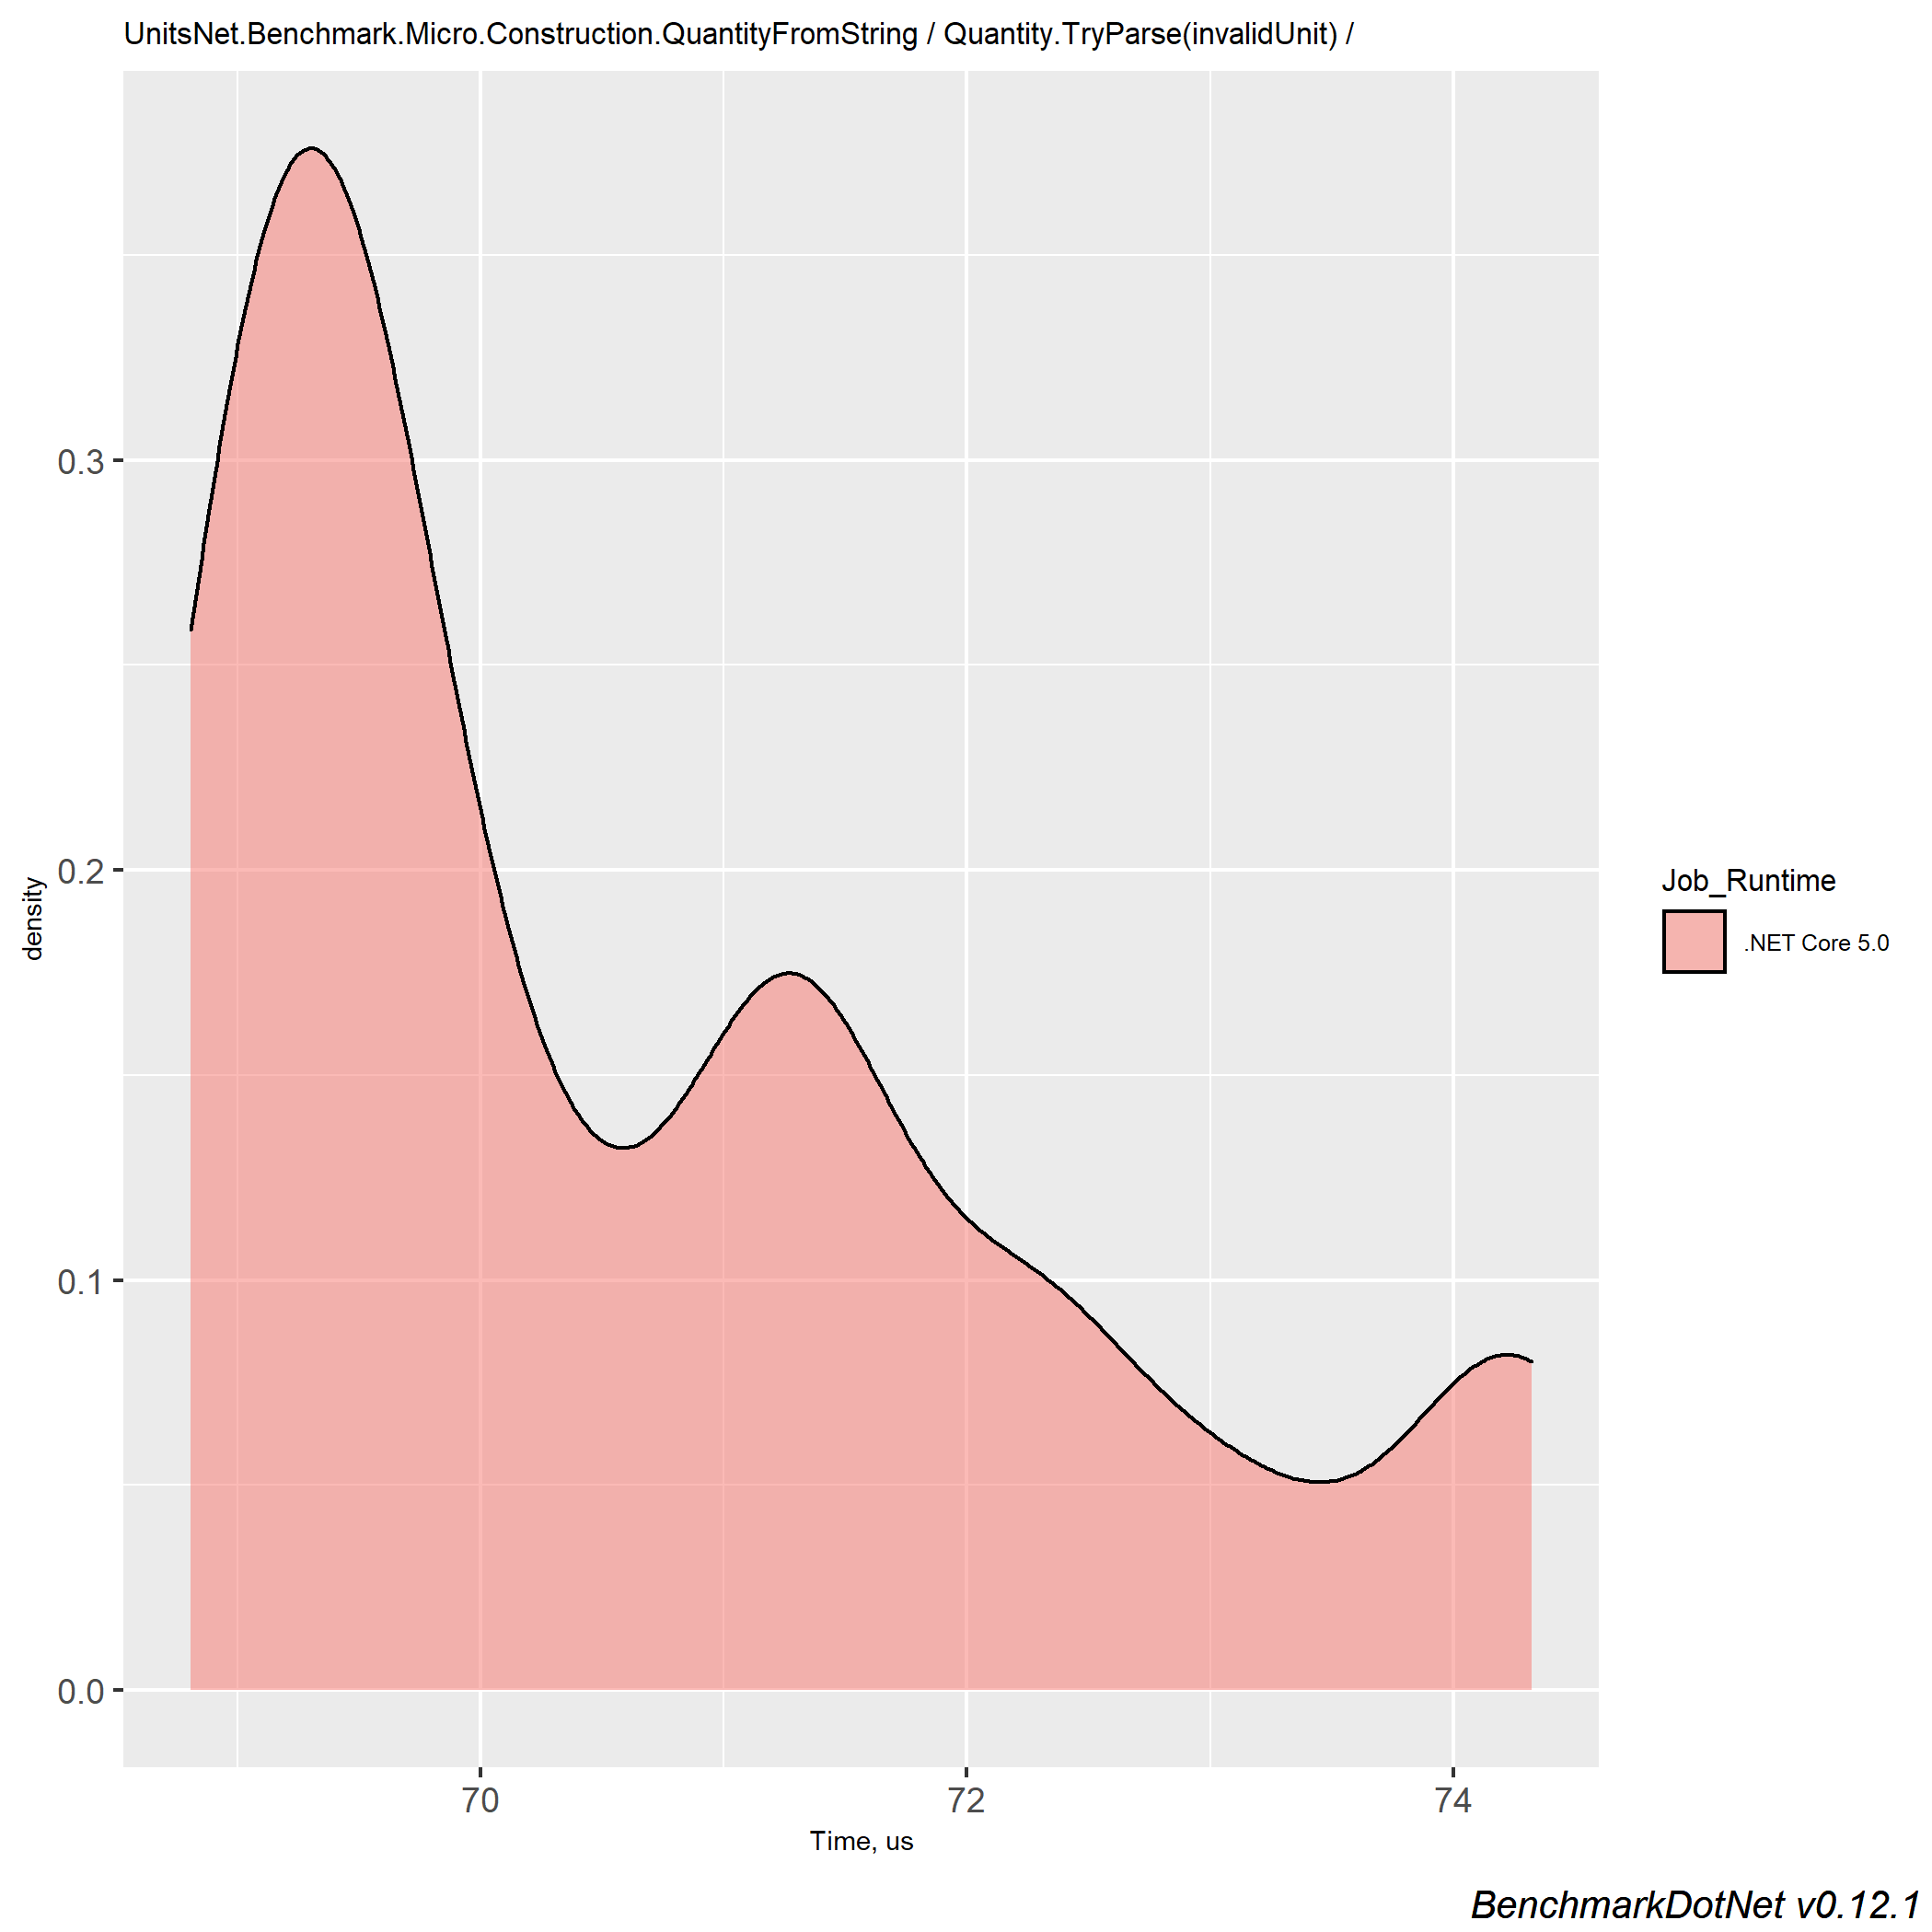 UnitsNet.Benchmark.Micro.Construction.QuantityFromString / Quantity.TryParse(invalidUnit) /
0.3
0.2
0.1
0.0
density
70
72
74
Time, us
Job_Runtime
.NET Core 5.0
BenchmarkDotNet v0.12.1